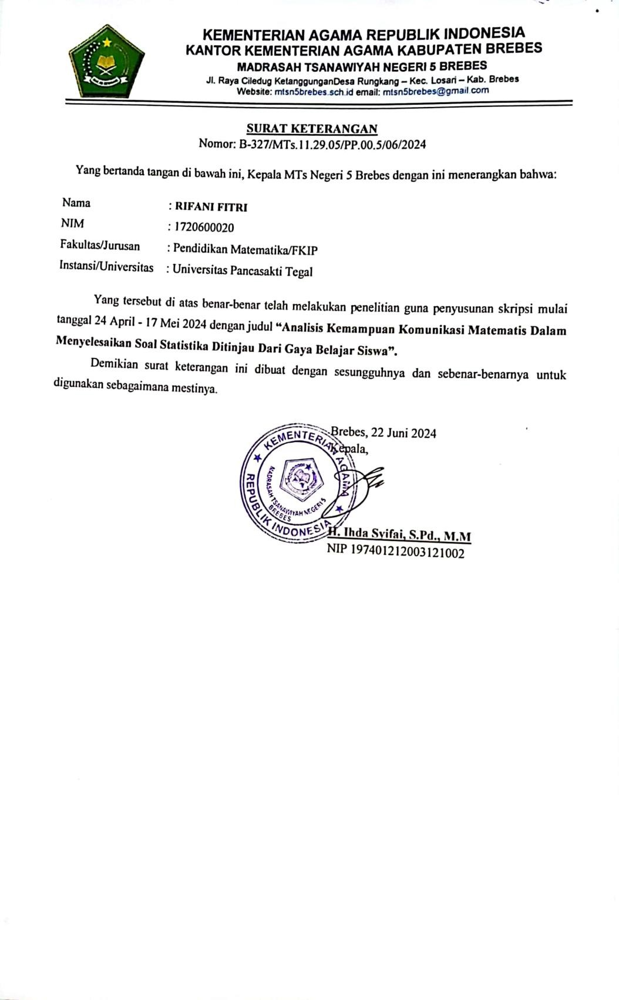 KEMENTERIAN AGAMA REPUBLIK INDONESIA
KANTOR KEMENTERIAN AGAMA KABUPATEN BREBES
MADRASAH TSANAWIYAH NEGERI 5 BREBES
Jl. Raya Ciledug KetanggunganDesa Rungkang – Kec. Losari – Kab. Brebes
Website: mtsn5brebes.sch.id email: mtsn5brebes@gmail.com
SURAT KETERANGAN
Nomor: B-327/MTs.11.29.05/PP.00.5/06/2024
Yang bertanda tangan di bawah ini, Kepala MTs Negeri 5 Brebes dengan ini menerangkan bahwa:
Nama : RIFANI FITRI
NIM : 1720600020
Fakultas/Jurusan : Pendidikan Matematika/FKIP
Instansi/Universitas : Universitas Pancasakti Tegal
Yang tersebut di atas benar-benar telah melakukan penelitian guna penyusunan skripsi mulai
tanggal 24 April - 17 Mei 2024 dengan judul “Analisis Kemampuan Komunikasi Matematis Dalam
Menyelesaikan Soal Statistika Ditinjau Dari Gaya Belajar Siswa”.
Demikian surat keterangan ini dibuat dengan sesungguhnya dan sebenar-benarnya untuk
digunakan sebagaimana mestinya.
Brebes, 22 Juni 2024
Kepala,
KEMENTERIAN AGAMA
REPUBLIK INDONESIA
MADRASAH TSANAWIYAH NEGERI 5
BREBES
H. Ihda Syifai, S.Pd., M.M
NIP 197401212003121002